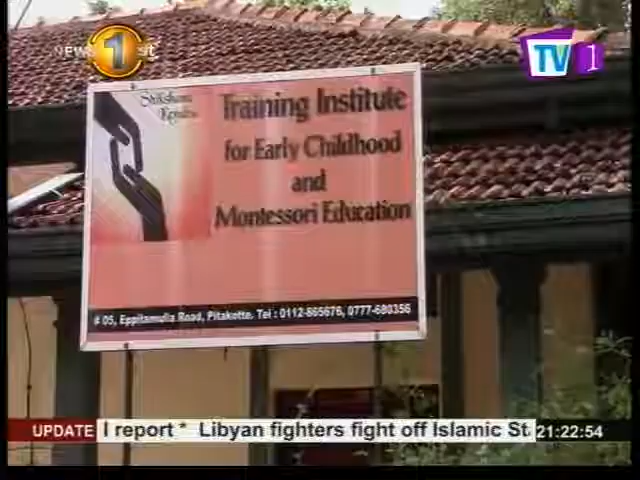 NEWS 1st
TV 1
Training Institute
for Early Childhood
and
Montessori Education
# 05, Eppitamulla Road, Pitakotte. Tel : 0112-865676, 0777-680356
UPDATE I report * Libyan fighters fight off Islamic St 21:22:54